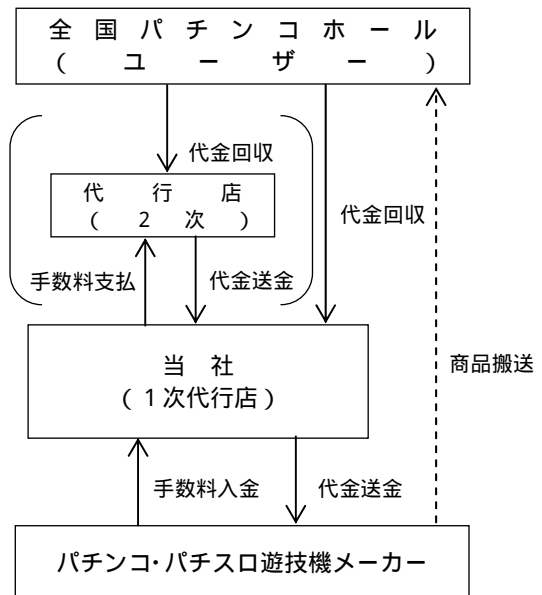 全国パチンコホール
(ユーザー)
代金回収
代行店
(2次)
代金回収
手数料支払
代金送金
当社
(1次代行店)
商品搬送
手数料入金
代金送金
パチンコ・パチスロ遊技機メーカー